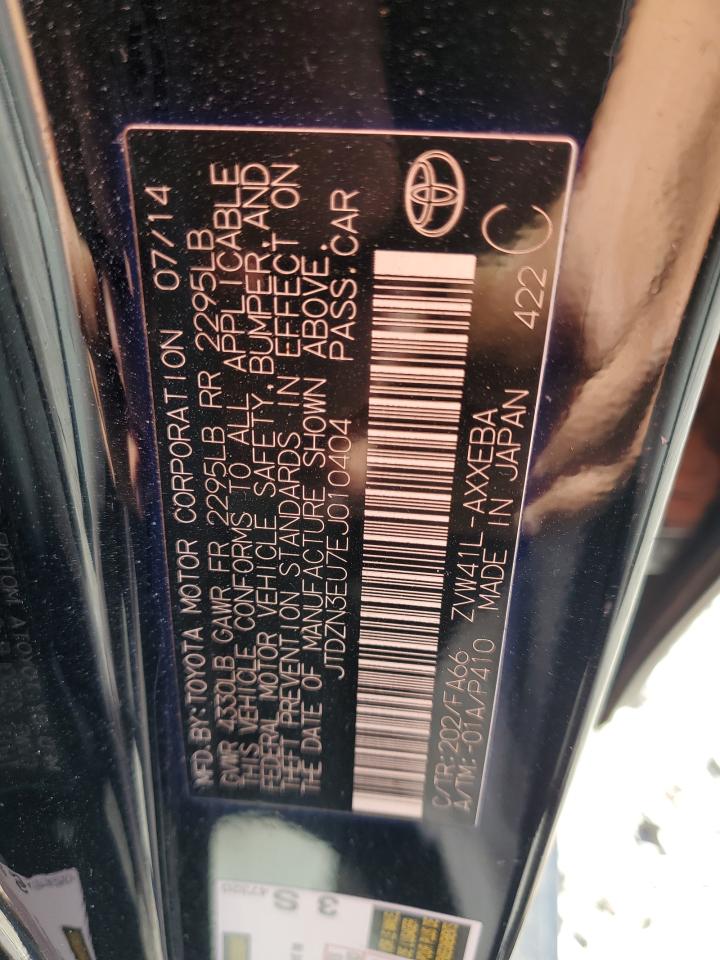 MFD.BY:TOYOTA MOTOR CORPORATION 07/14
GVWR 4330LB GAWR FR 2295LB RR 2295LB
THIS VEHICLE CONFORMS TO ALL APPLICABLE
FEDERAL MOTOR VEHICLE SAFETY,BUMPER,AND
THEFT PREVENTION STANDARDS IN EFFECT ON
THE DATE OF MANUFACTURE SHOWN ABOVE.
JTDZN3EU7EJ010404 PASS.CAR
C/TR:202/FA66 ZVW41L-AXXEBA
A/TM:-01A/P410 MADE IN JAPAN 422 C
3 S